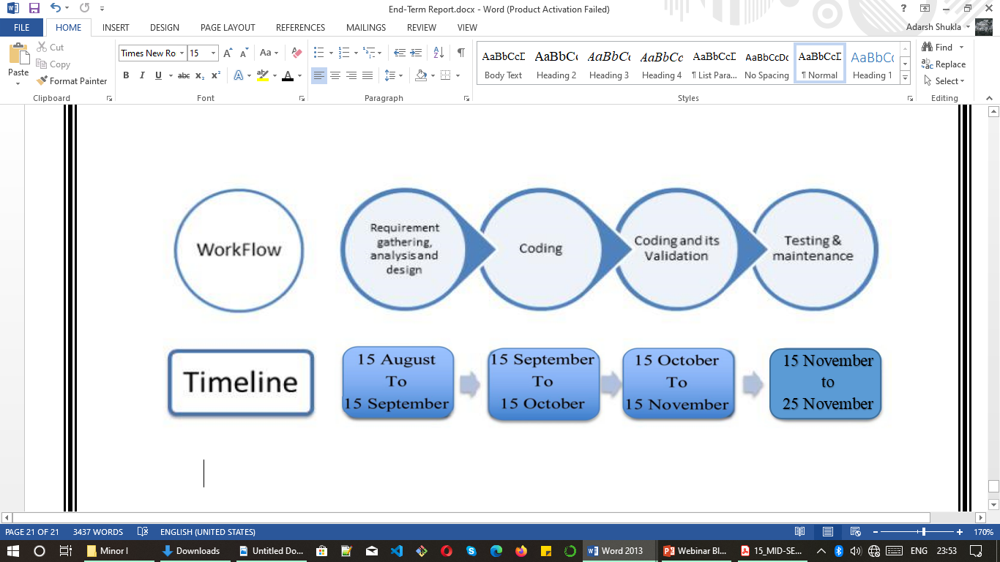 End-Term Report.docx - Word (Product Activation Failed)
FILE HOME INSERT DESIGN PAGE LAYOUT REFERENCES MAILINGS REVIEW VIEW Adarsh Shukla
Paste
Cut
Copy
Format Painter
Clipboard
Times New Ro 15
Font
Paragraph
AaBbCcD AaBbC AaBbC AaBbCc AaBbCcD AaBbCcDc AaBbCcD AaBbCc
Body Text Heading 2 Heading 3 Heading 4 ¶ List Para... No Spacing ¶ Normal Heading 1
Styles
Find
Replace
Select
Editing
WorkFlow
Requirement
gathering,
analysis and
design
Coding
Coding and its
Validation
Testing &
maintenance
Timeline
15 August
To
15 September
15 September
To
15 October
15 October
To
15 November
15 November
to
25 November
PAGE 21 OF 21 3437 WORDS ENGLISH (UNITED STATES) 170%
Minor I Downloads Untitled Do... Word 2013 Webinar Bl... 15_MID-SE... ENG 23:53